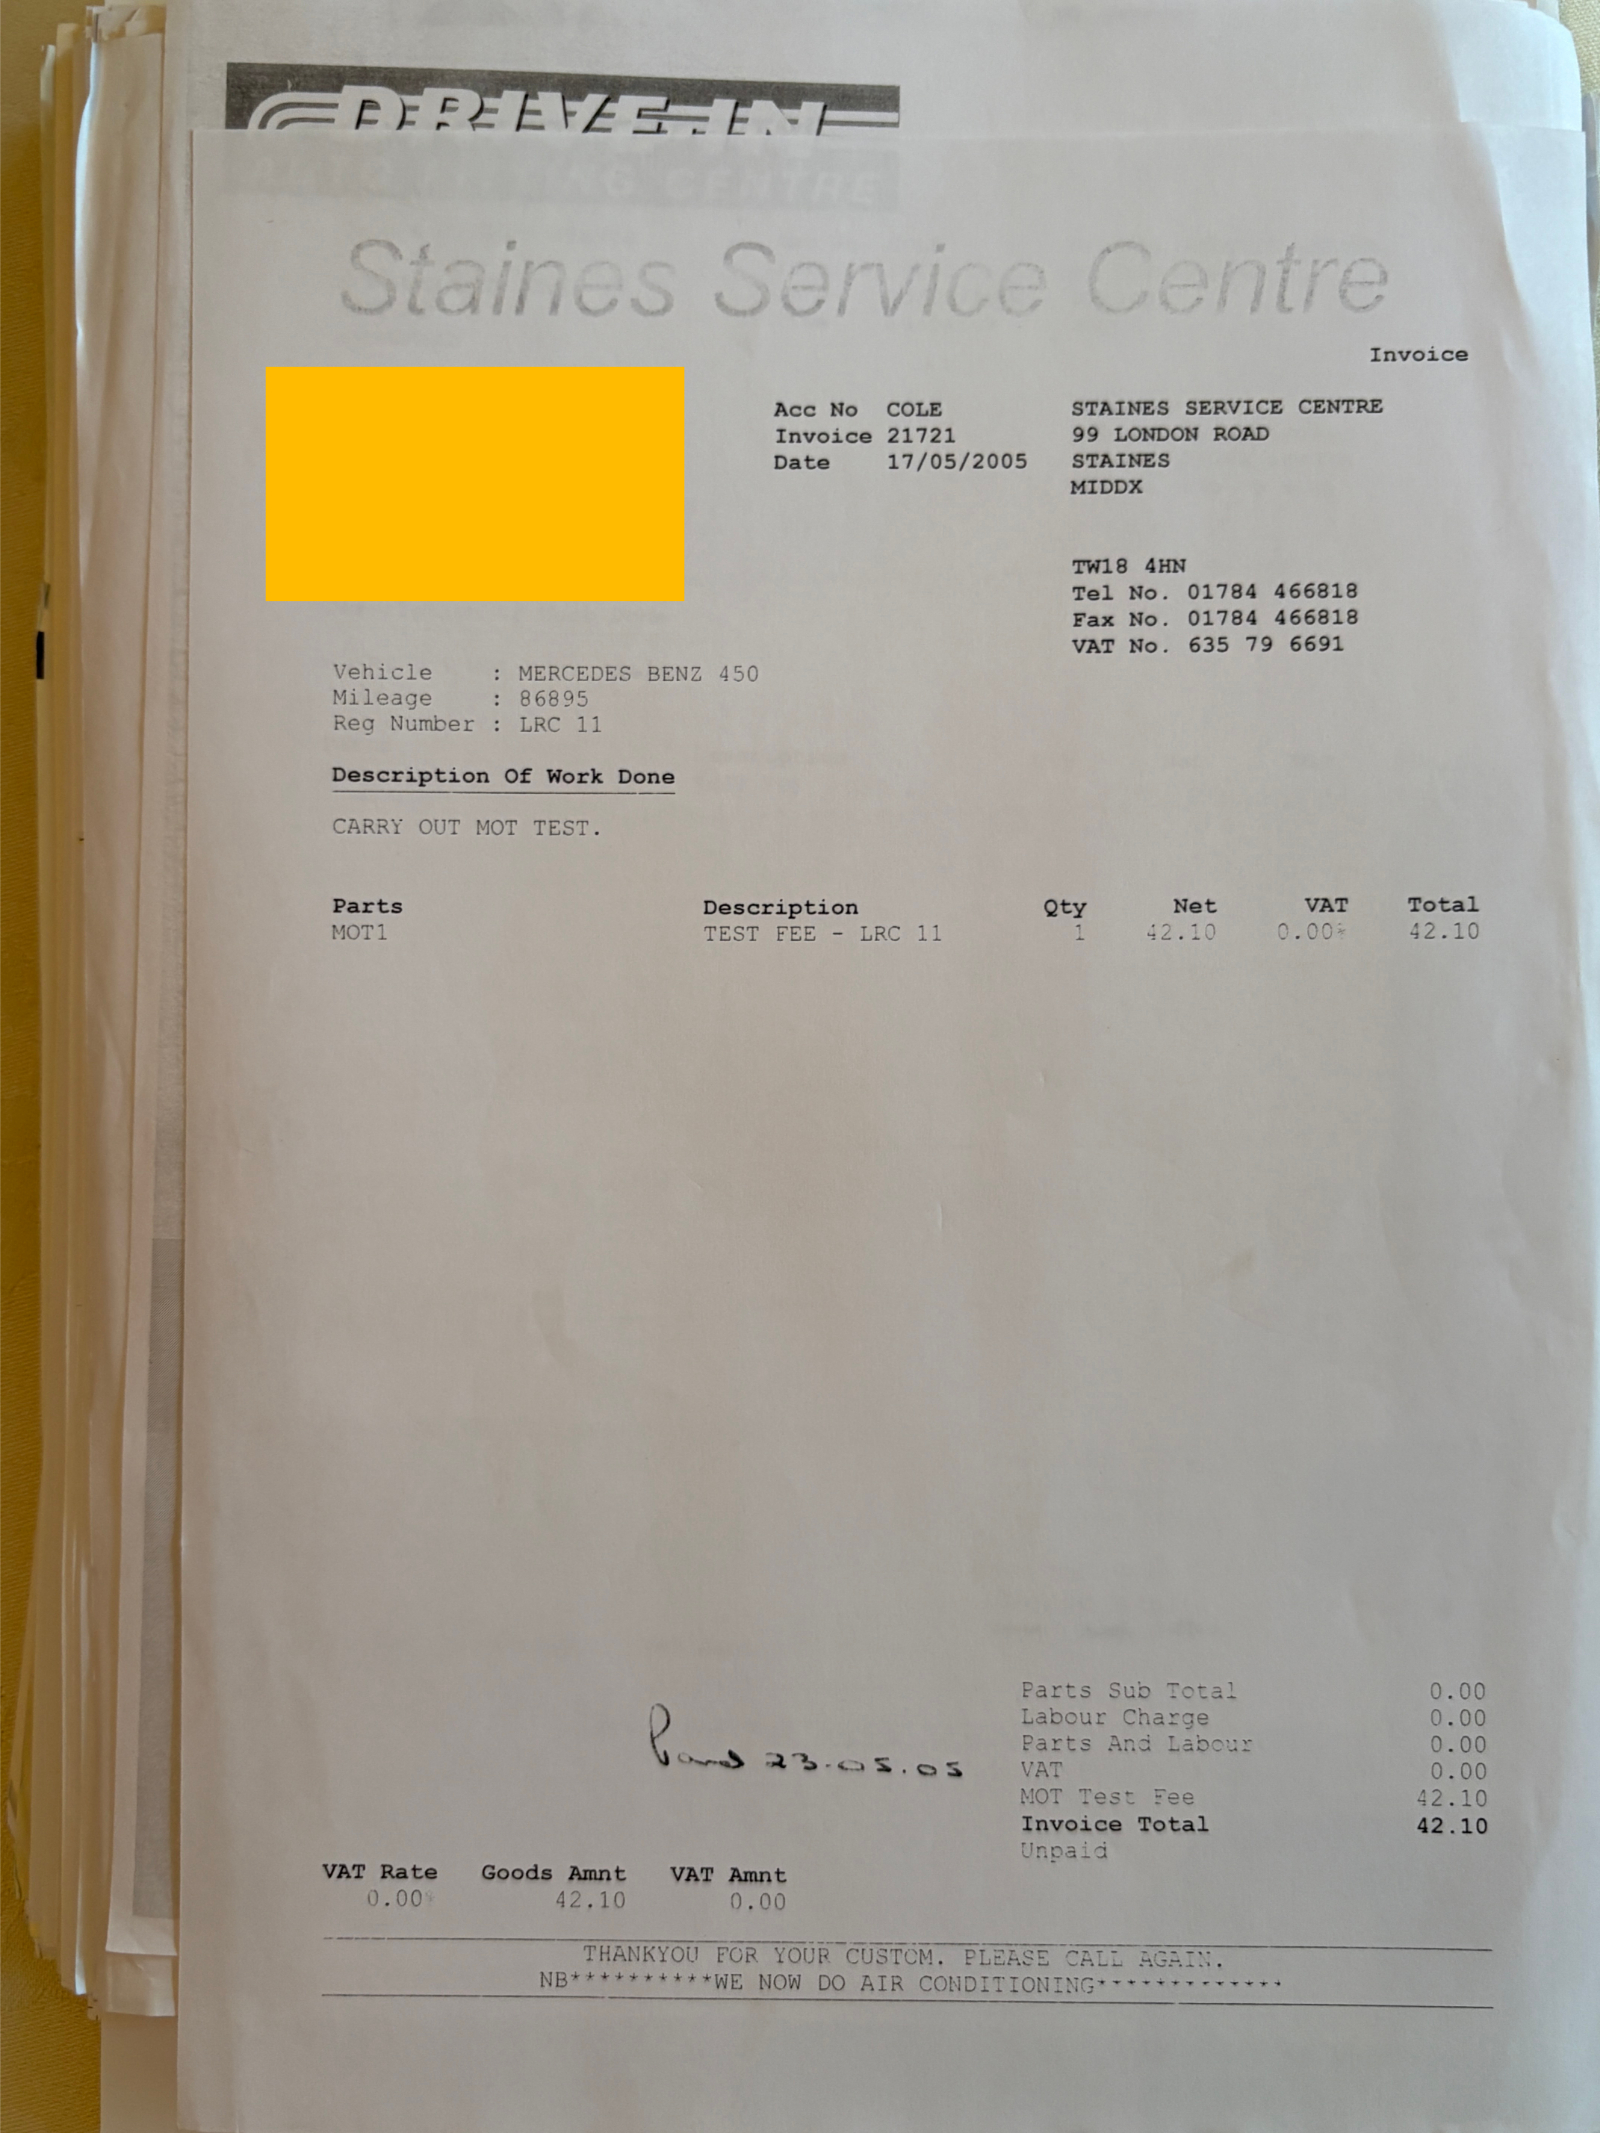 DRIVE-IN
Staines Service Centre
Invoice
Acc No COLE
Invoice 21721
Date 17/05/2005
STAINES SERVICE CENTRE
99 LONDON ROAD
STAINES
MIDDX
TW18 4HN
Tel No. 01784 466818
Fax No. 01784 466818
VAT No. 635 79 6691
Vehicle : MERCEDES BENZ 450
Mileage : 86895
Reg Number : LRC 11
Description Of Work Done
CARRY OUT MOT TEST.
Parts Description Qty Net VAT Total
MOT1 TEST FEE - LRC 11 1 42.10 0.00% 42.10
Parts Sub Total 0.00
Labour Charge 0.00
Parts And Labour 0.00
VAT 0.00
MOT Test Fee 42.10
Invoice Total 42.10
Unpaid
Paid 23.05.05
VAT Rate Goods Amnt VAT Amnt
0.00% 42.10 0.00
THANKYOU FOR YOUR CUSTOM. PLEASE CALL AGAIN.
NB**********WE NOW DO AIR CONDITIONING*************